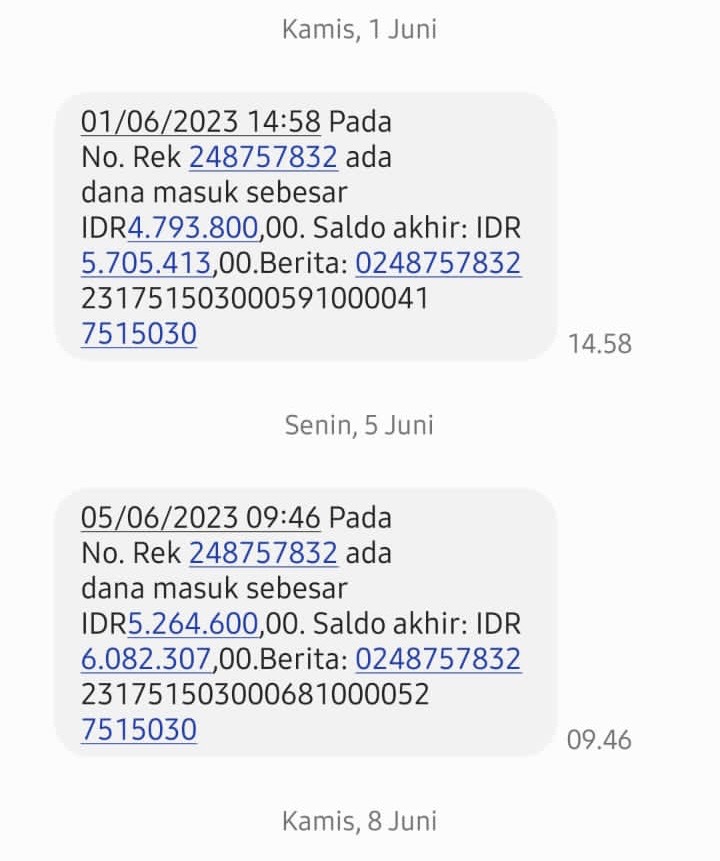 Kamis, 1 Juni
01/06/2023 14:58 Pada
No. Rek 248757832 ada
dana masuk sebesar
IDR4.793.800,00. Saldo akhir: IDR
5.705.413,00.Berita: 0248757832
231751503000591000041
7515030
14.58
Senin, 5 Juni
05/06/2023 09:46 Pada
No. Rek 248757832 ada
dana masuk sebesar
IDR5.264.600,00. Saldo akhir: IDR
6.082.307,00.Berita: 0248757832
231751503000681000052
7515030
09.46
Kamis, 8 Juni